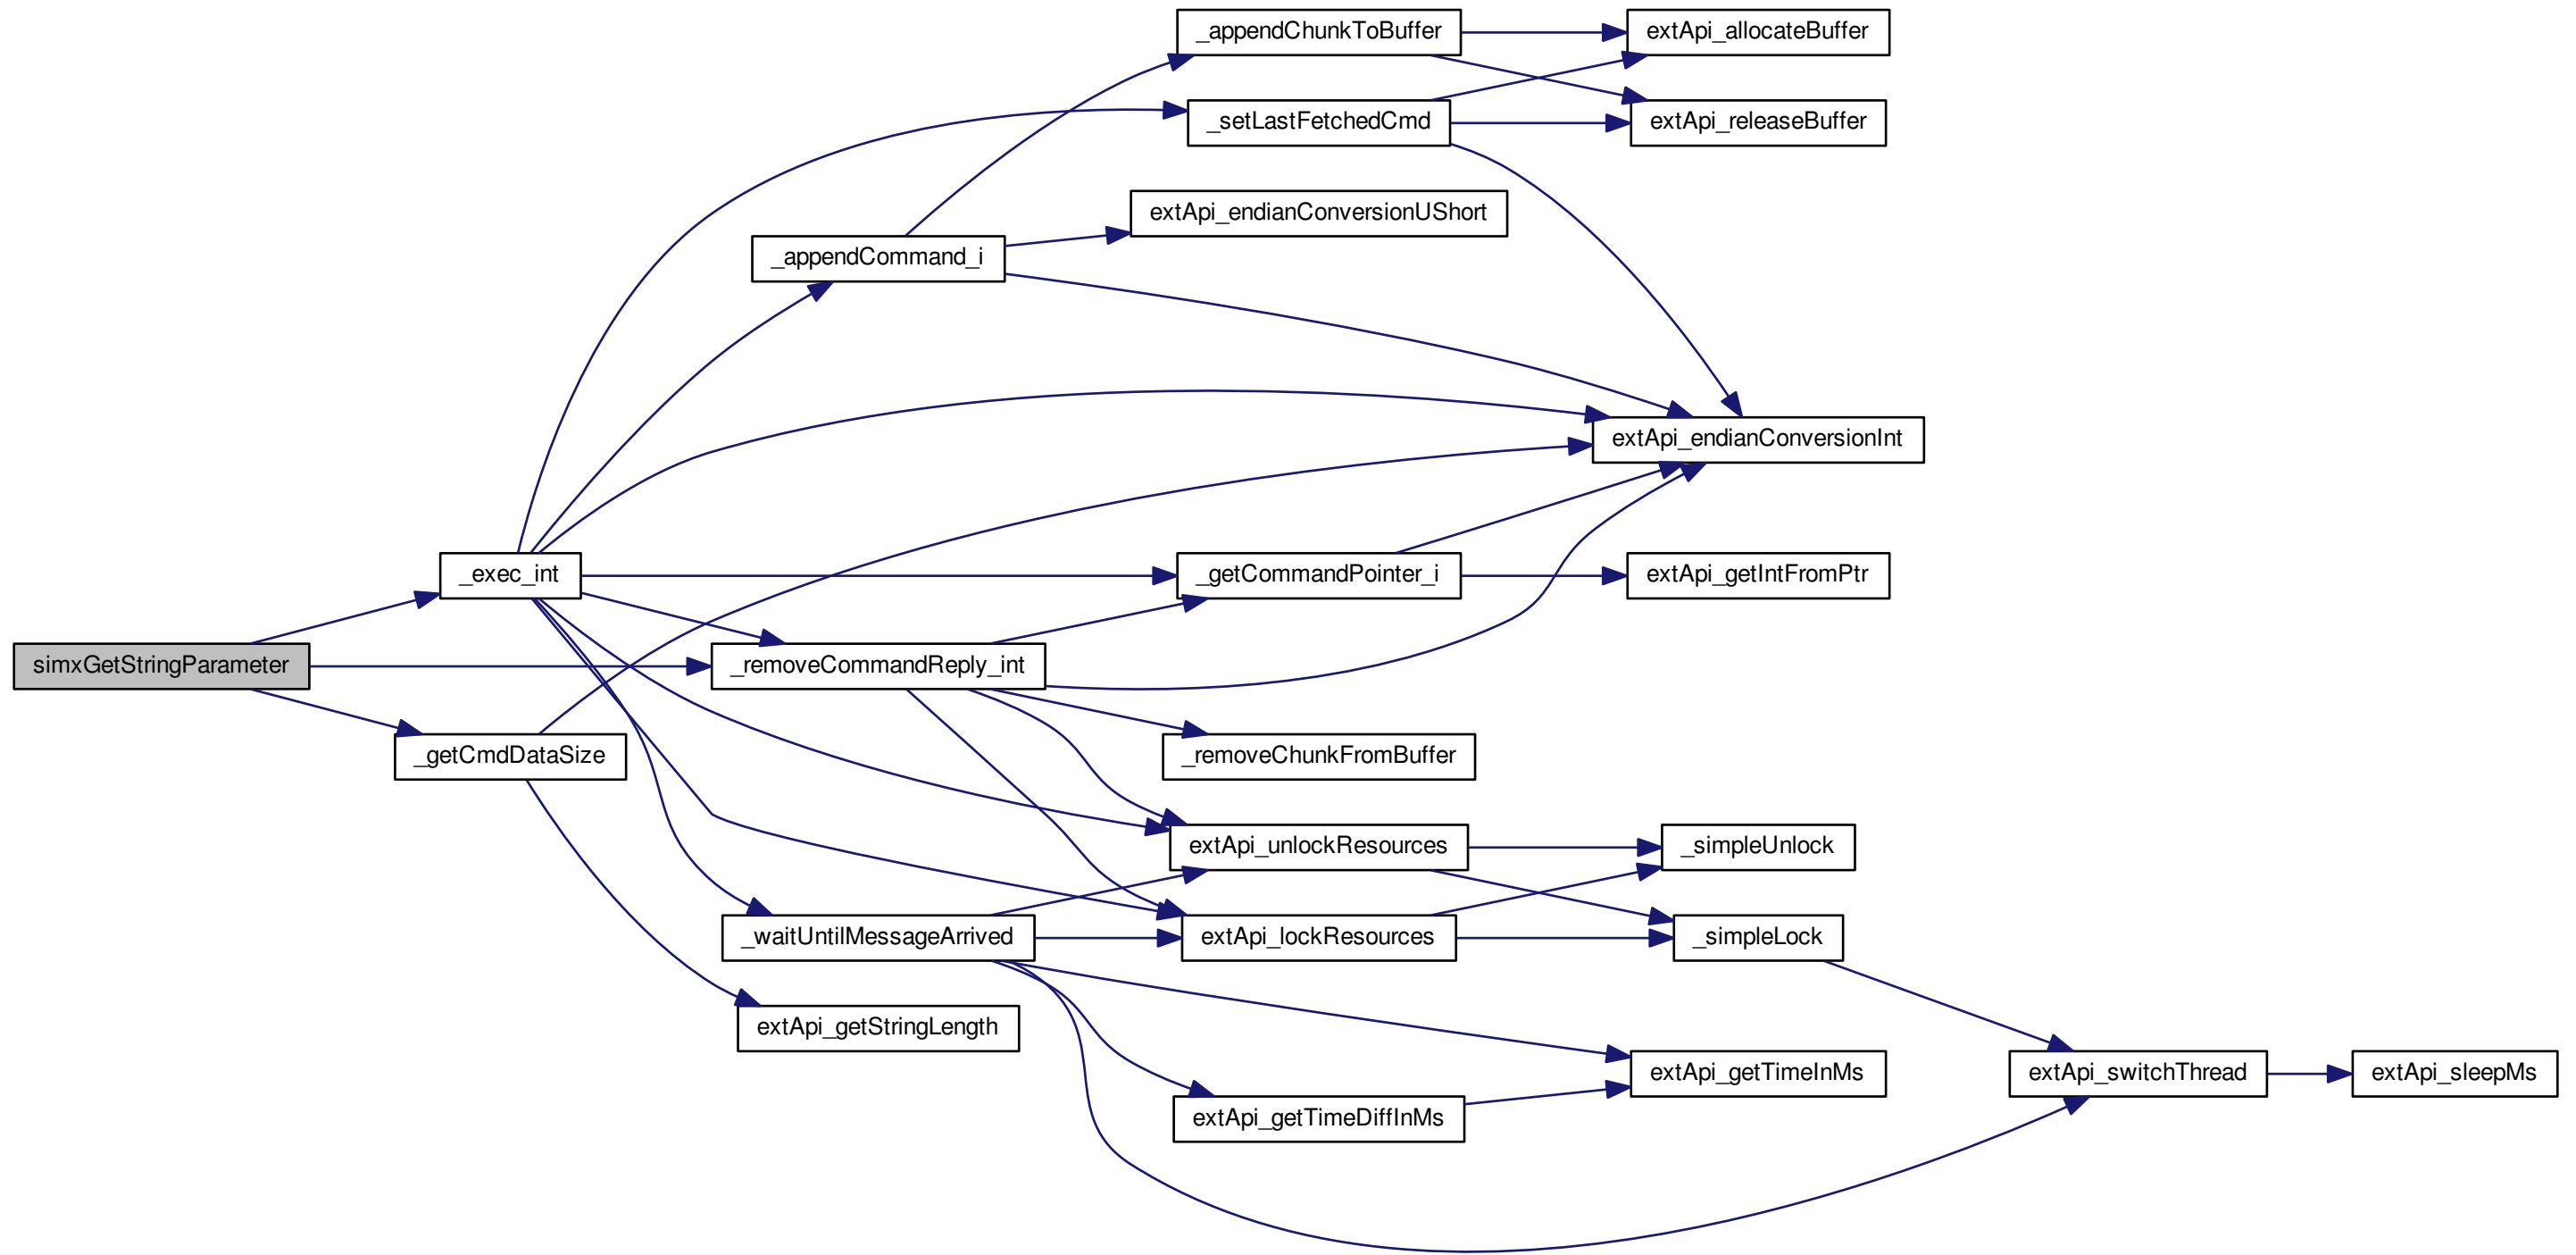 _appendChunkToBuffer
extApi_allocateBuffer
_setLastFetchedCmd
extApi_releaseBuffer
extApi_endianConversionUShort
_appendCommand_i
extApi_endianConversionInt
_exec_int
_getCommandPointer_i
extApi_getIntFromPtr
simxGetStringParameter
_removeCommandReply_int
_getCmdDataSize
_removeChunkFromBuffer
extApi_unlockResources
_simpleUnlock
_waitUntilMessageArrived
extApi_lockResources
_simpleLock
extApi_getStringLength
extApi_getTimeInMs
extApi_switchThread
extApi_sleepMs
extApi_getTimeDiffInMs